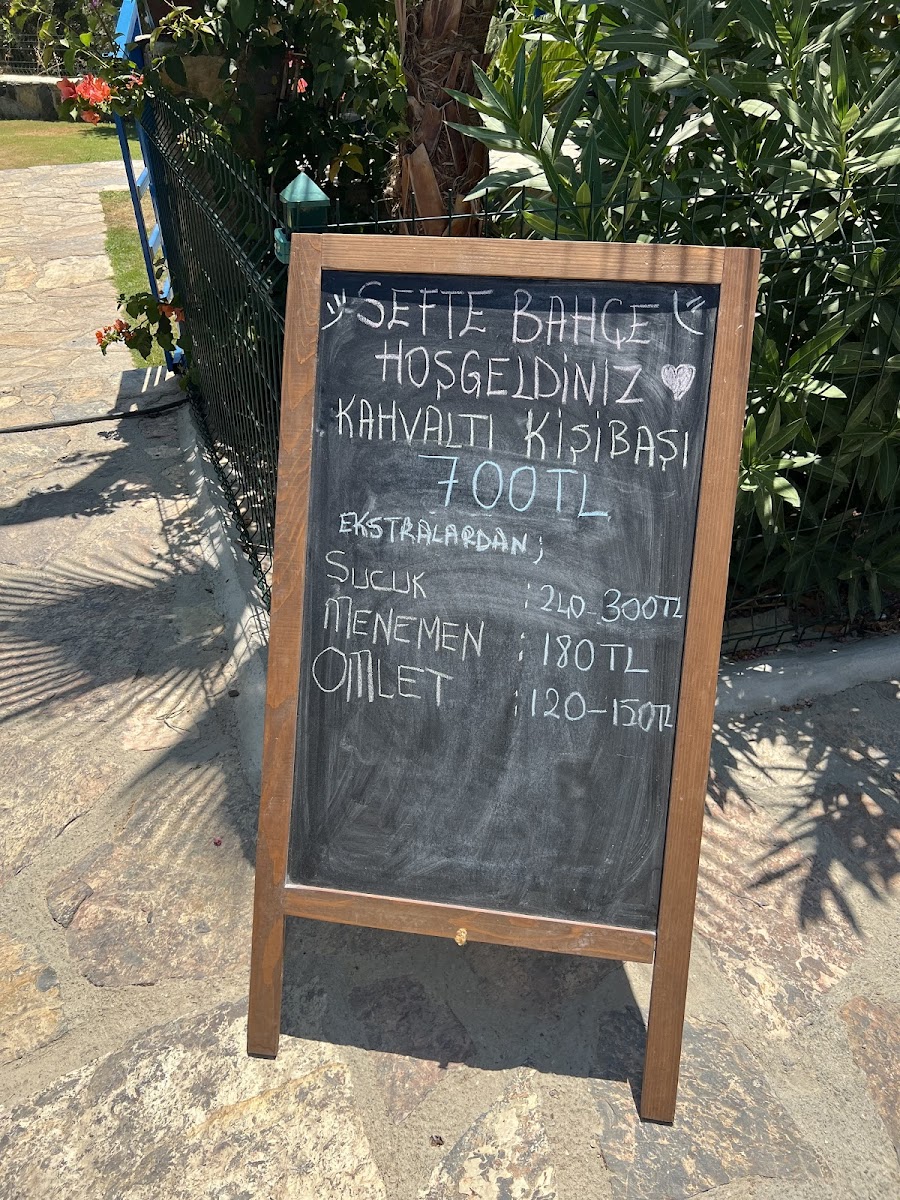 SEFTE BAHÇE
HOŞGELDİNİZ
KAHVALTI KİŞİBAŞI
700TL
EKSTRALARDAN;
SUCUK : 240-300TL
MENEMEN : 180TL
OMLET : 120-150TL